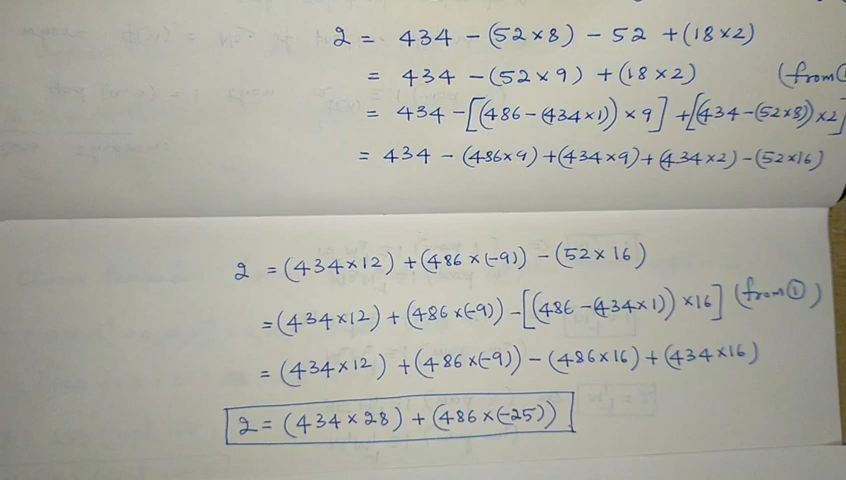 2 = 434 - (52×8) - 52 + (18×2)
= 434 - (52×9) + (18×2) (from ①
= 434 - [(486 - (434×1)) × 9] + [(434 - (52×8)) ×2]
= 434 - (486×9) + (434×9) + (434×2) - (52×16)
2 = (434×12) + (486×(-9)) - (52×16)
= (434×12) + (486×(-9)) - [(486 - (434×1)) ×16] (from ①)
= (434×12) + (486×(-9)) - (486×16) + (434×16)
2 = (434×28) + (486×(-25))